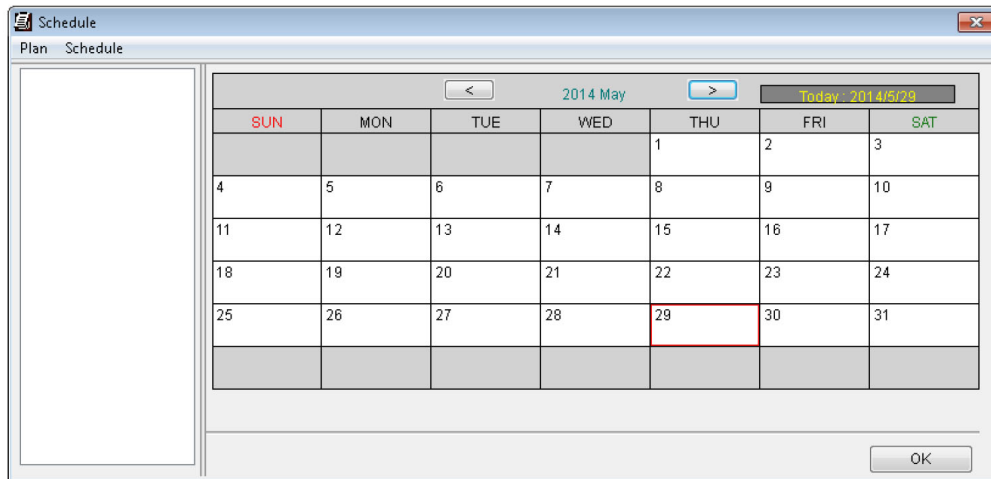 Schedule
Plan Schedule
< 2014 May > Today : 2014/5/29
SUN MON TUE WED THU FRI SAT
1 2 3
4 5 6 7 8 9 10
11 12 13 14 15 16 17
18 19 20 21 22 23 24
25 26 27 28 29 30 31
OK